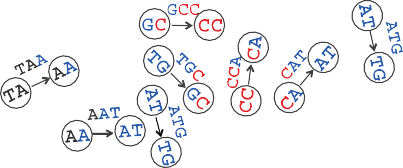 TA TAA AA
AA AAT AT
GC GCC CC
TG TGC GC
AT ATG TG
CC CCA CA
CA CAT AT
AT ATG TG